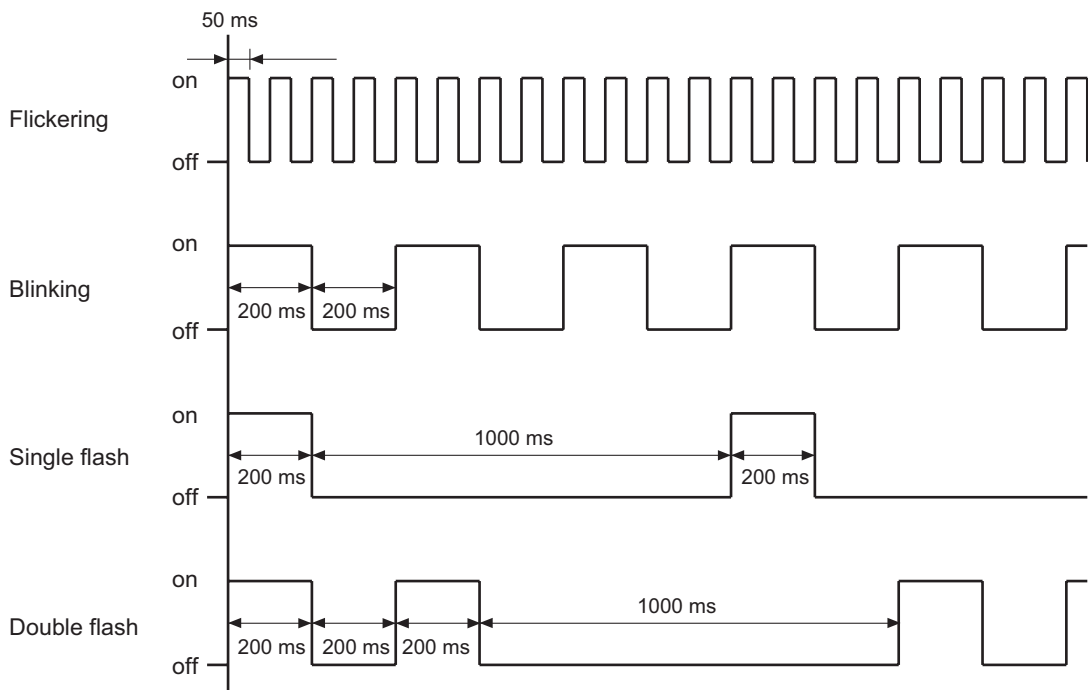 50 ms
on
Flickering
off
on
Blinking
200 ms 200 ms
off
on
1000 ms
Single flash
200 ms 200 ms
off
on
1000 ms
Double flash
200 ms 200 ms 200 ms
off